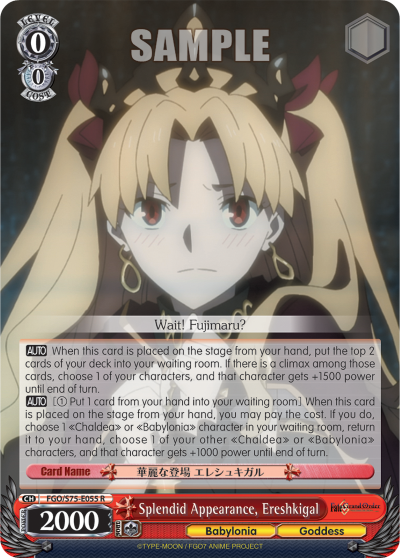 LEVEL
0
0
COST
SAMPLE
Wait! Fujimaru?
AUTO When this card is placed on the stage from your hand, put the top 2
cards of your deck into your waiting room. If there is a climax among those
cards, choose 1 of your characters, and that character gets +1500 power
until end of turn.
AUTO [① Put 1 card from your hand into your waiting room] When this
card is placed on the stage from your hand, you may pay the cost. If you do,
choose 1 «Chaldea» or «Babylonia» character in your waiting room, return
it to your hand, choose 1 of your other «Chaldea» or «Babylonia»
characters, and that character gets +1000 power until end of turn.
Card Name 華麗な登場 エレシュキガル
CH FGO/S75-E055 R
Splendid Appearance, Ereshkigal
Fate/Grand Order
POWER 2000
Babylonia Goddess
©TYPE-MOON / FGO7 ANIME PROJECT